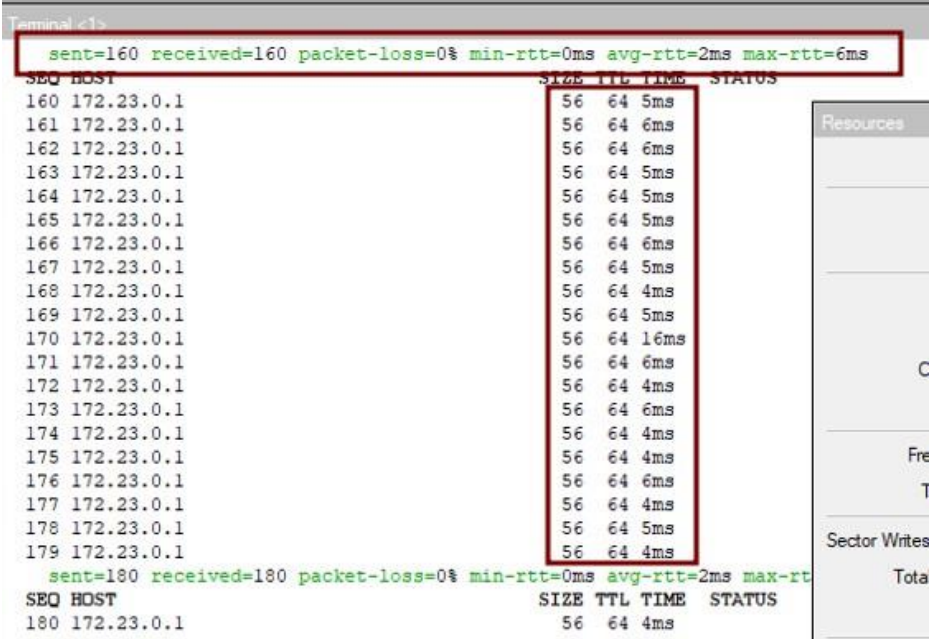 Terminal <1>
sent=160 received=160 packet-loss=0% min-rtt=0ms avg-rtt=2ms max-rtt=6ms
SEQ HOST SIZE TTL TIME STATUS
160 172.23.0.1 56 64 5ms
161 172.23.0.1 56 64 6ms
162 172.23.0.1 56 64 6ms
163 172.23.0.1 56 64 5ms
164 172.23.0.1 56 64 5ms
165 172.23.0.1 56 64 5ms
166 172.23.0.1 56 64 6ms
167 172.23.0.1 56 64 5ms
168 172.23.0.1 56 64 4ms
169 172.23.0.1 56 64 5ms
170 172.23.0.1 56 64 16ms
171 172.23.0.1 56 64 6ms
172 172.23.0.1 56 64 4ms
173 172.23.0.1 56 64 6ms
174 172.23.0.1 56 64 4ms
175 172.23.0.1 56 64 4ms
176 172.23.0.1 56 64 6ms
177 172.23.0.1 56 64 4ms
178 172.23.0.1 56 64 5ms
179 172.23.0.1 56 64 4ms
sent=180 received=180 packet-loss=0% min-rtt=0ms avg-rtt=2ms max-rt
SEQ HOST SIZE TTL TIME STATUS
180 172.23.0.1 56 64 4ms
Resources
C
Fre
T
Sector Writes
Total